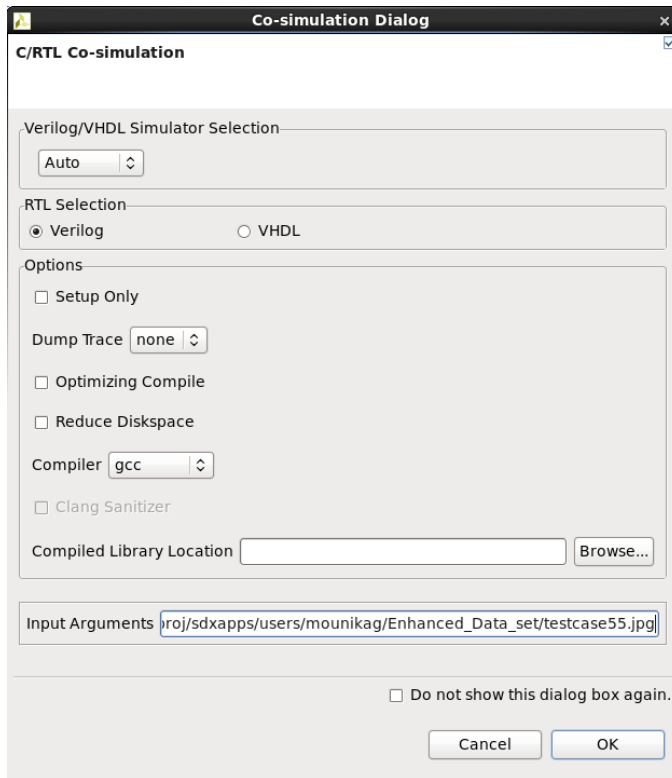 Co-simulation Dialog
C/RTL Co-simulation
Verilog/VHDL Simulator Selection
Auto
RTL Selection
Verilog VHDL
Options
Setup Only
Dump Trace none
Optimizing Compile
Reduce Diskspace
Compiler gcc
Clang Sanitizer
Compiled Library Location Browse...
Input Arguments proj/sdxapps/users/mounikag/Enhanced_Data_set/testcase55.jpg
Do not show this dialog box again.
Cancel OK